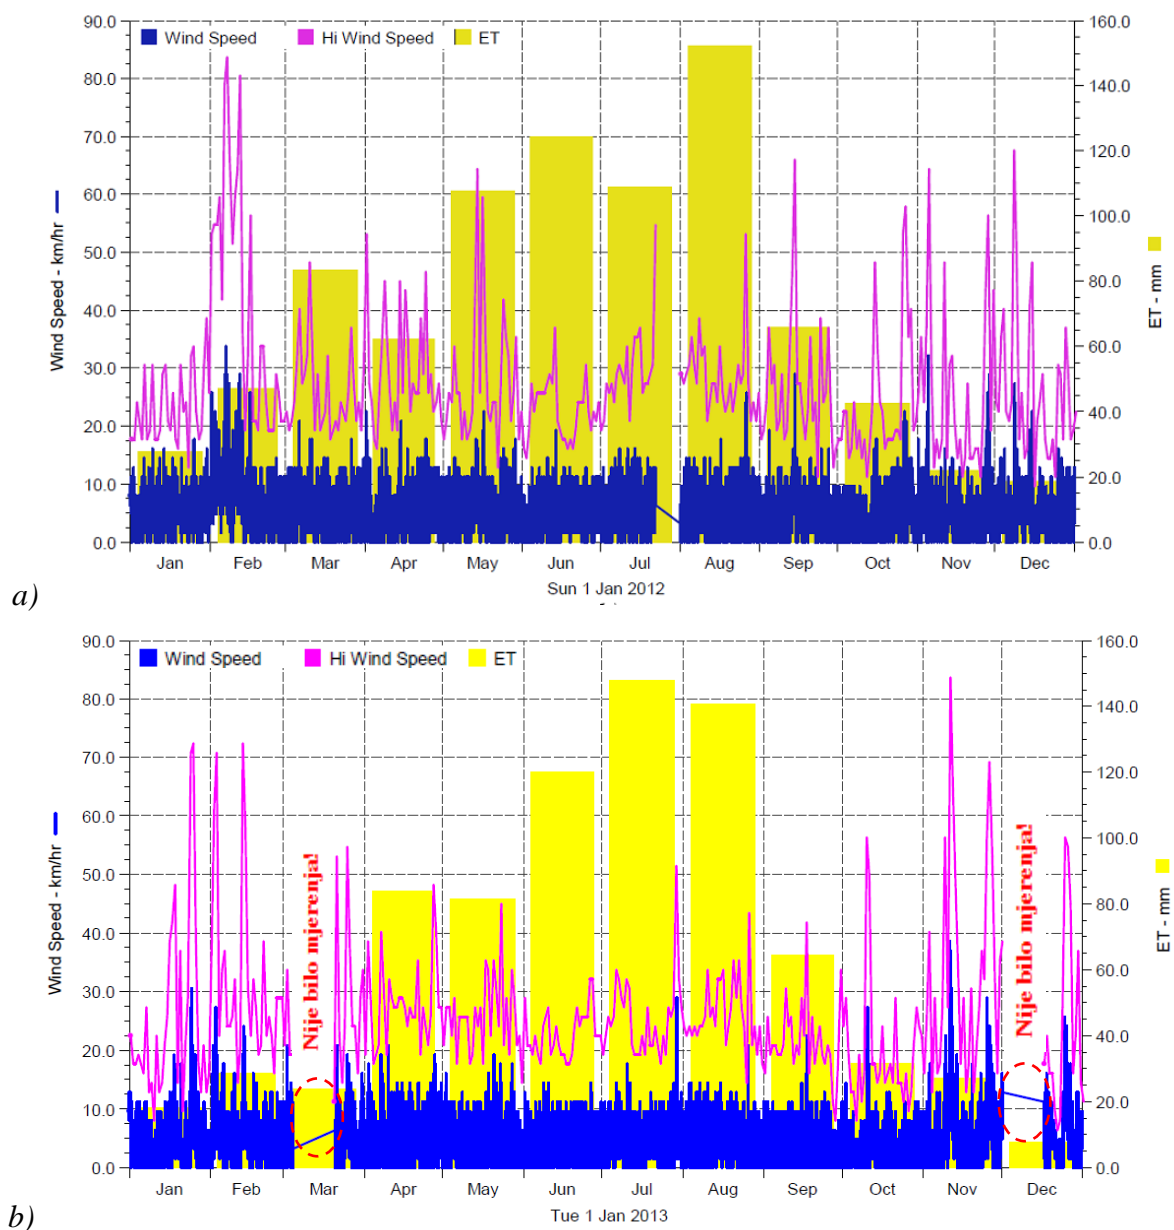 90.0
80.0
70.0
60.0
50.0
40.0
30.0
20.0
10.0
0.0
Wind Speed - km/hr
Wind Speed Hi Wind Speed ET
160.0
140.0
120.0
100.0
80.0
60.0
40.0
20.0
0.0
ET - mm
Jan Feb Mar Apr May Jun Jul Aug Sep Oct Nov Dec
Sun 1 Jan 2012
a)
90.0
80.0
70.0
60.0
50.0
40.0
30.0
20.0
10.0
0.0
Wind Speed - km/hr
Wind Speed Hi Wind Speed ET
Nije bilo mjerenja!
Nije bilo mjerenja!
160.0
140.0
120.0
100.0
80.0
60.0
40.0
20.0
0.0
ET - mm
Jan Feb Mar Apr May Jun Jul Aug Sep Oct Nov Dec
Tue 1 Jan 2013
b)